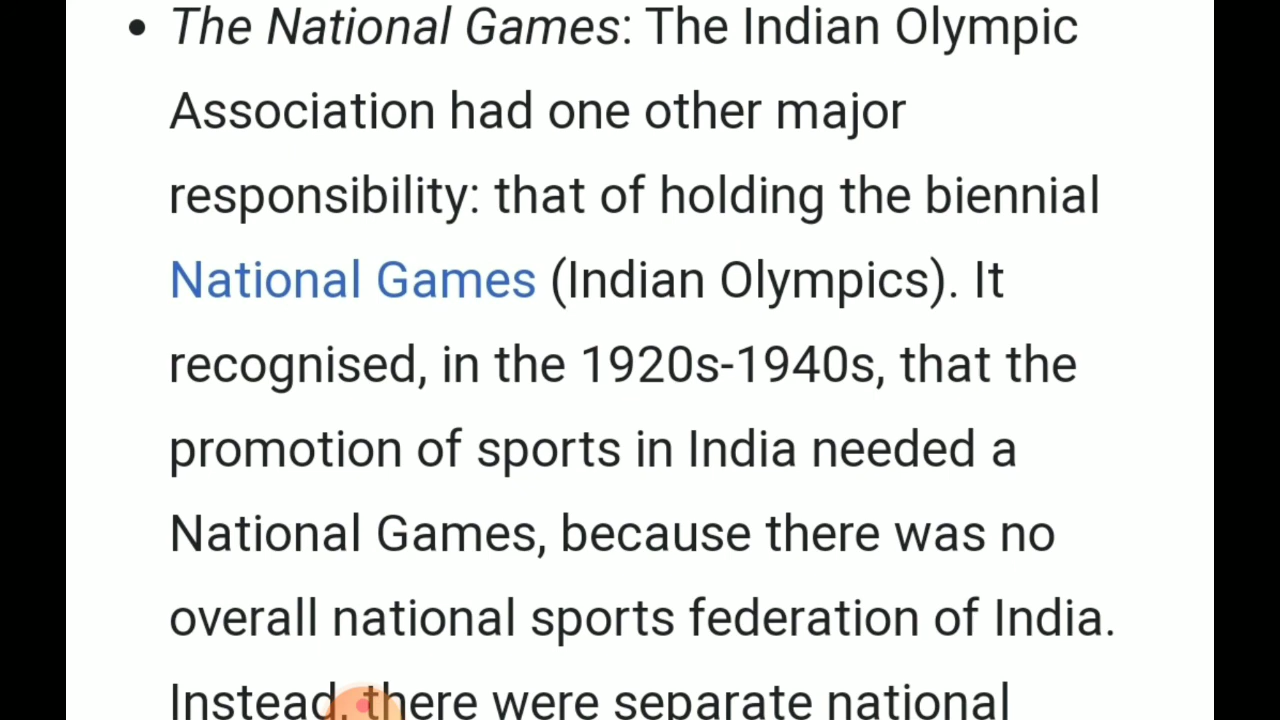 • The National Games: The Indian Olympic
Association had one other major
responsibility: that of holding the biennial
National Games (Indian Olympics). It
recognised, in the 1920s-1940s, that the
promotion of sports in India needed a
National Games, because there was no
overall national sports federation of India.
Instead, there were separate national